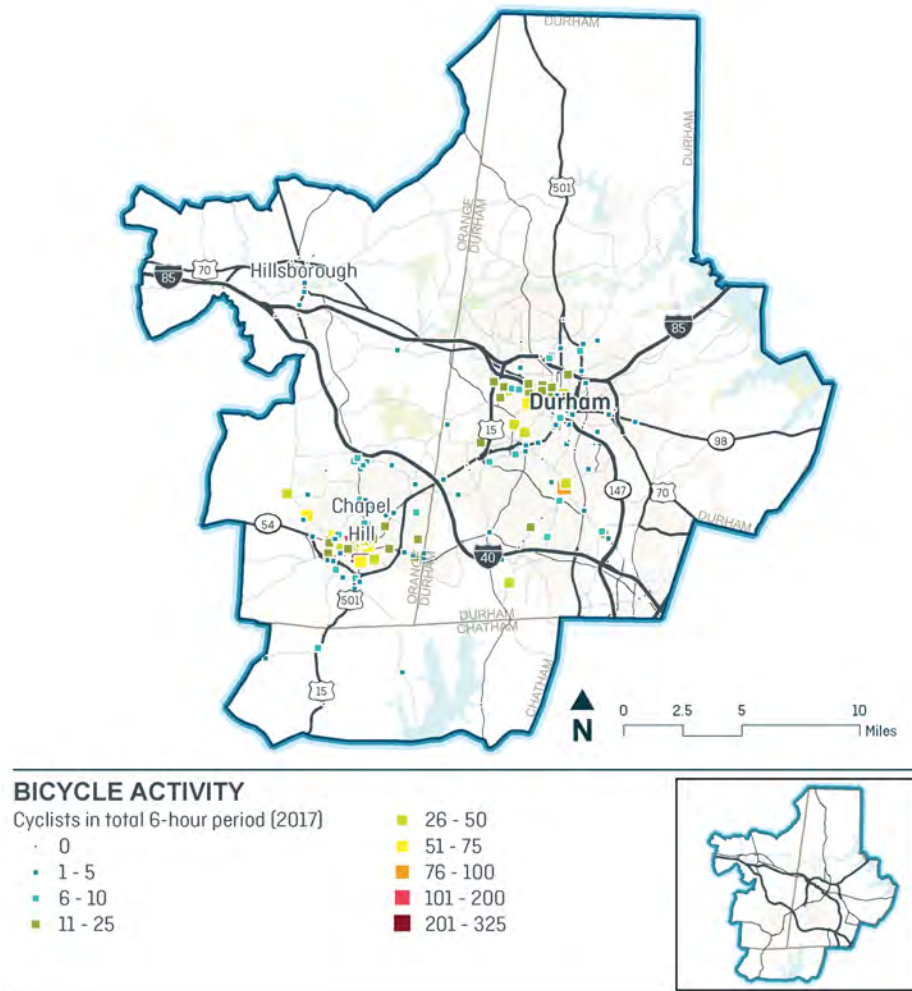 DURHAM
DURHAM
501
ORANGE
DURHAM
70
Hillsborough
85
85
Durham
15
98
147
70
Chapel
Hill
54
DURHAM
40
501
ORANGE
DURHAM
DURHAM
CHATHAM
CHATHAM
15
N
0 2.5 5 10
Miles
BICYCLE ACTIVITY
Cyclists in total 6-hour period (2017)
0
1 - 5
6 - 10
11 - 25
26 - 50
51 - 75
76 - 100
101 - 200
201 - 325